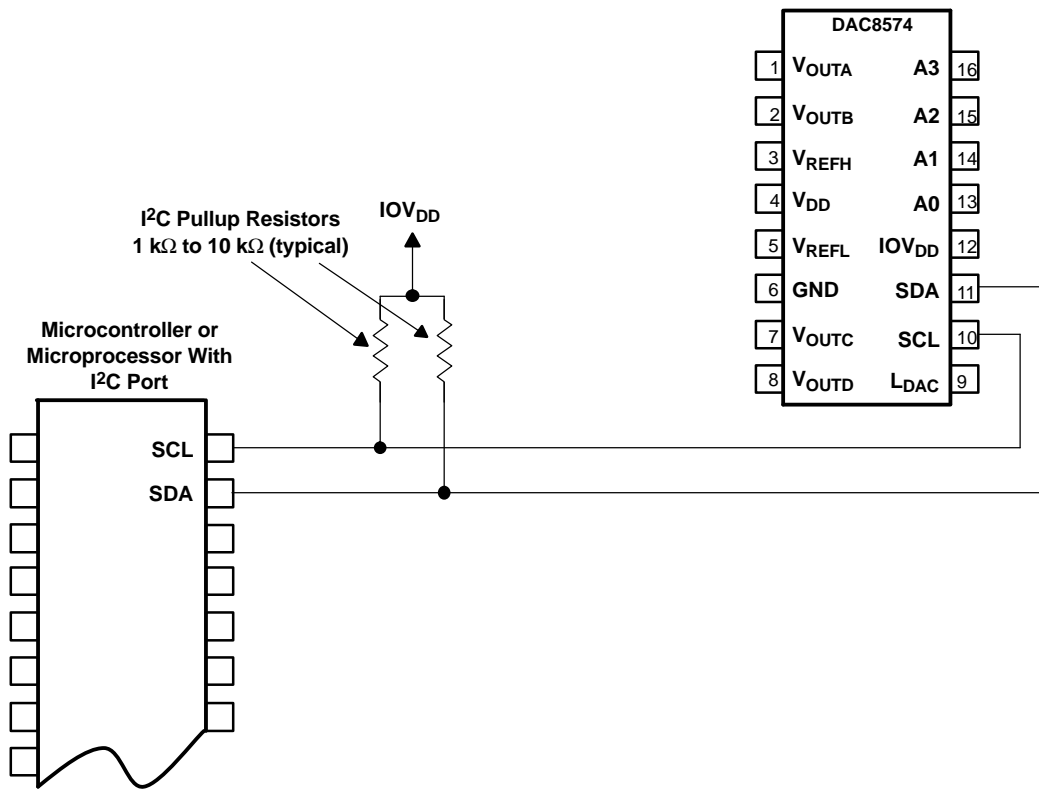 DAC8574
1 VOUTA A3 16
2 VOUTB A2 15
3 VREFH A1 14
4 VDD A0 13
5 VREFL IOVDD 12
6 GND SDA 11
7 VOUTC SCL 10
8 VOUTD LDAC 9
I2C Pullup Resistors
1 kΩ to 10 kΩ (typical)
IOVDD
Microcontroller or
Microprocessor With
I2C Port
SCL
SDA